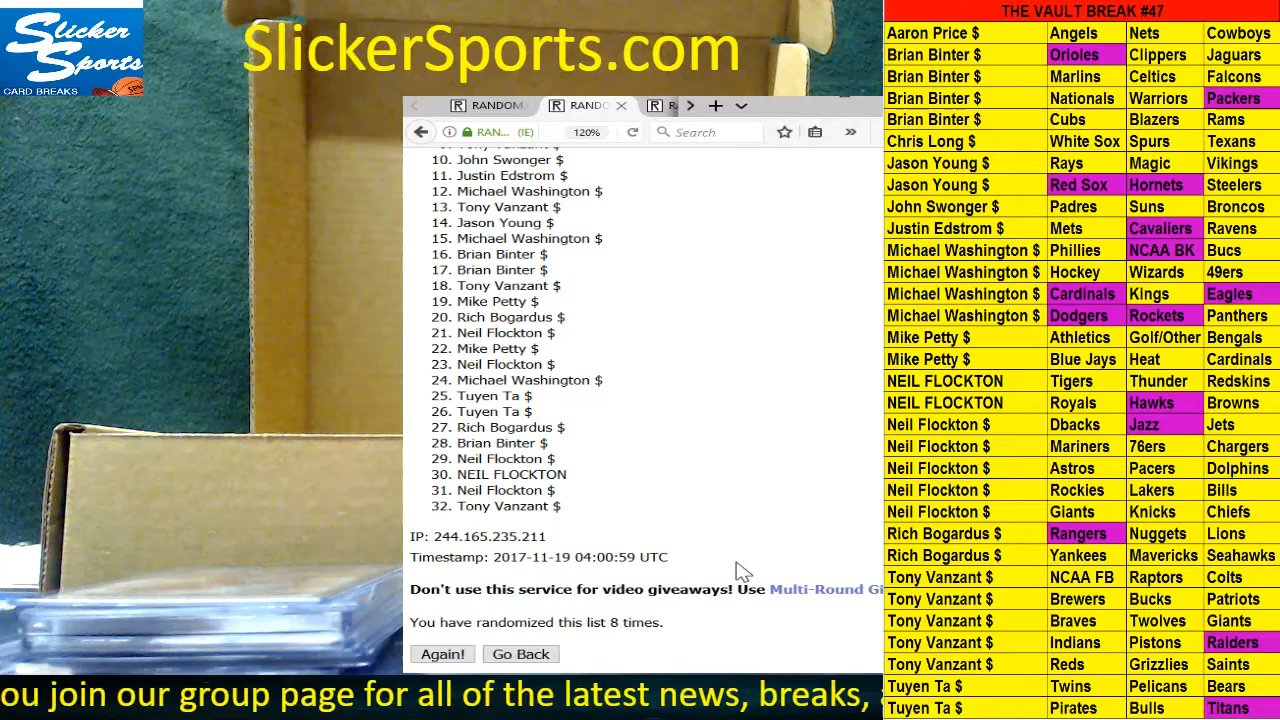 Slicker
Sports
CARD BREAKS
SlickerSports.com
RANDOM.
RANDO
RAN... (IE)
120%
Search
10. John Swonger $
11. Justin Edstrom $
12. Michael Washington $
13. Tony Vanzant $
14. Jason Young $
15. Michael Washington $
16. Brian Binter $
17. Brian Binter $
18. Tony Vanzant $
19. Mike Petty $
20. Rich Bogardus $
21. Neil Flockton $
22. Mike Petty $
23. Neil Flockton $
24. Michael Washington $
25. Tuyen Ta $
26. Tuyen Ta $
27. Rich Bogardus $
28. Brian Binter $
29. Neil Flockton $
30. NEIL FLOCKTON
31. Neil Flockton $
32. Tony Vanzant $
IP: 244.165.235.211
Timestamp: 2017-11-19 04:00:59 UTC
Don't use this service for video giveaways! Use Multi-Round Gi
You have randomized this list 8 times.
Again! Go Back
THE VAULT BREAK #47
Aaron Price $ Angels Nets Cowboys
Brian Binter $ Orioles Clippers Jaguars
Brian Binter $ Marlins Celtics Falcons
Brian Binter $ Nationals Warriors Packers
Brian Binter $ Cubs Blazers Rams
Chris Long $ White Sox Spurs Texans
Jason Young $ Rays Magic Vikings
Jason Young $ Red Sox Hornets Steelers
John Swonger $ Padres Suns Broncos
Justin Edstrom $ Mets Cavaliers Ravens
Michael Washington $ Phillies NCAA BK Bucs
Michael Washington $ Hockey Wizards 49ers
Michael Washington $ Cardinals Kings Eagles
Michael Washington $ Dodgers Rockets Panthers
Mike Petty $ Athletics Golf/Other Bengals
Mike Petty $ Blue Jays Heat Cardinals
NEIL FLOCKTON Tigers Thunder Redskins
NEIL FLOCKTON Royals Hawks Browns
Neil Flockton $ Dbacks Jazz Jets
Neil Flockton $ Mariners 76ers Chargers
Neil Flockton $ Astros Pacers Dolphins
Neil Flockton $ Rockies Lakers Bills
Neil Flockton $ Giants Knicks Chiefs
Rich Bogardus $ Rangers Nuggets Lions
Rich Bogardus $ Yankees Mavericks Seahawks
Tony Vanzant $ NCAA FB Raptors Colts
Tony Vanzant $ Brewers Bucks Patriots
Tony Vanzant $ Braves Twolves Giants
Tony Vanzant $ Indians Pistons Raiders
Tony Vanzant $ Reds Grizzlies Saints
Tuyen Ta $ Twins Pelicans Bears
Tuyen Ta $ Pirates Bulls Titans
ou join our group page for all of the latest news, breaks,